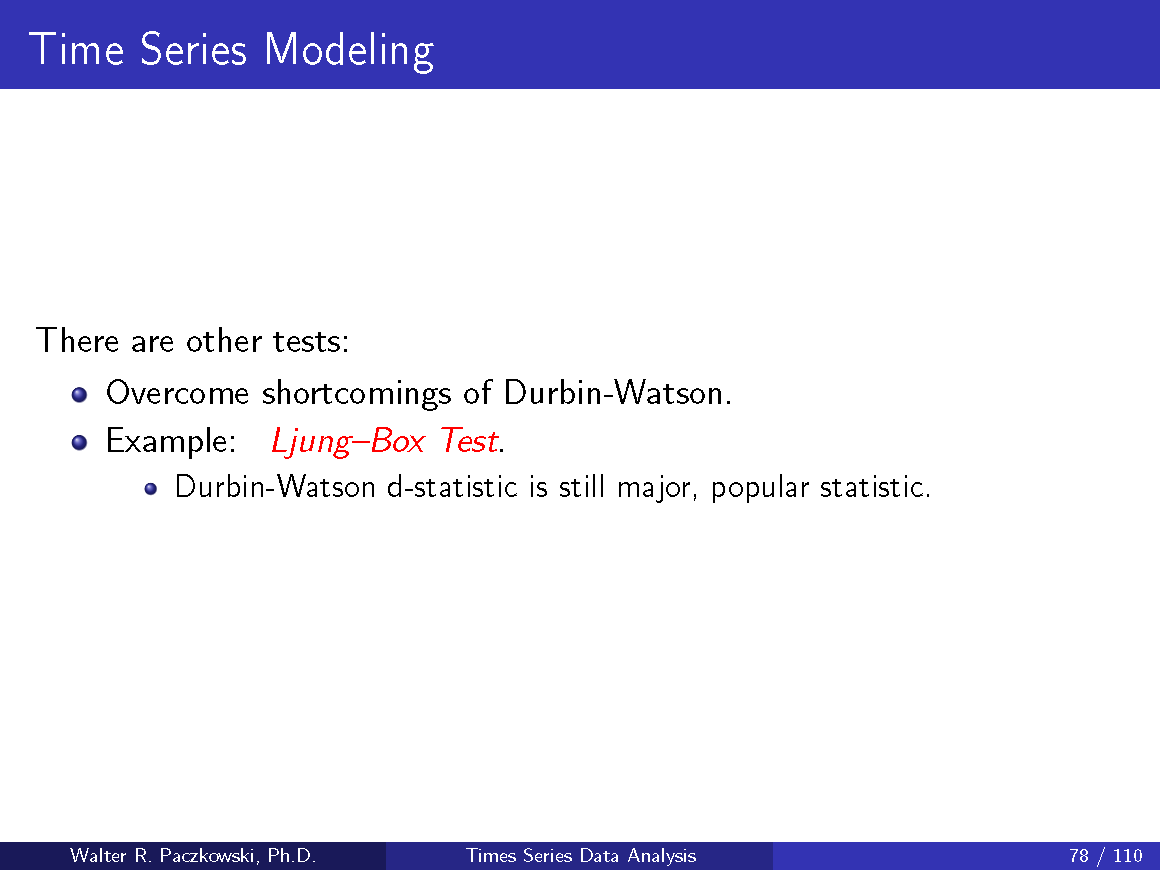 Time Series Modeling
There are other tests:
Overcome shortcomings of Durbin-Watson.
Example: Ljung–Box Test.
Durbin-Watson d-statistic is still major, popular statistic.
Walter R. Paczkowski, Ph.D.
Times Series Data Analysis
78 / 110